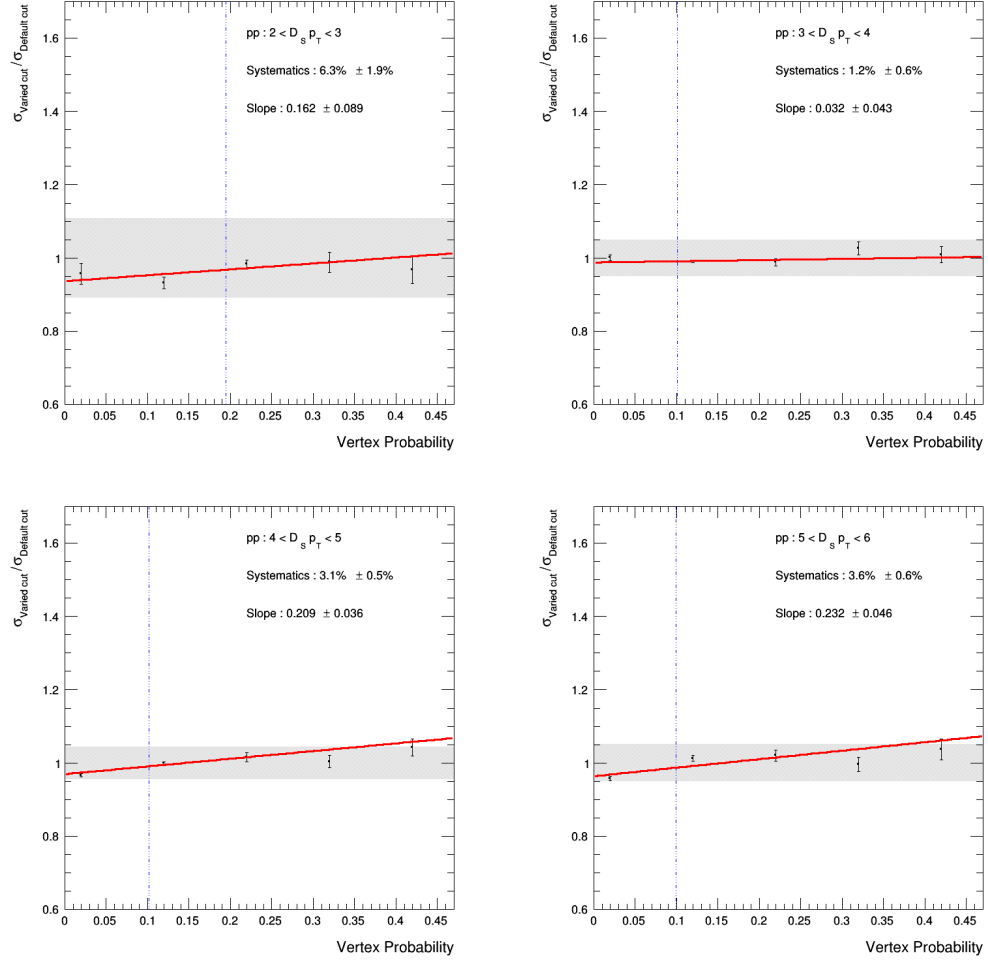 pp : 2 < D_S p_T < 3
Systematics : 6.3% ± 1.9%
Slope : 0.162 ± 0.089
σ_Varied cut/σ_Default cut
1.6
1.4
1.2
1
0.8
0.6
0 0.05 0.1 0.15 0.2 0.25 0.3 0.35 0.4 0.45
Vertex Probability
pp : 3 < D_S p_T < 4
Systematics : 1.2% ± 0.6%
Slope : 0.032 ± 0.043
σ_Varied cut/σ_Default cut
1.6
1.4
1.2
1
0.8
0.6
0 0.05 0.1 0.15 0.2 0.25 0.3 0.35 0.4 0.45
Vertex Probability
pp : 4 < D_S p_T < 5
Systematics : 3.1% ± 0.5%
Slope : 0.209 ± 0.036
σ_Varied cut/σ_Default cut
1.6
1.4
1.2
1
0.8
0.6
0 0.05 0.1 0.15 0.2 0.25 0.3 0.35 0.4 0.45
Vertex Probability
pp : 5 < D_S p_T < 6
Systematics : 3.6% ± 0.6%
Slope : 0.232 ± 0.046
σ_Varied cut/σ_Default cut
1.6
1.4
1.2
1
0.8
0.6
0 0.05 0.1 0.15 0.2 0.25 0.3 0.35 0.4 0.45
Vertex Probability